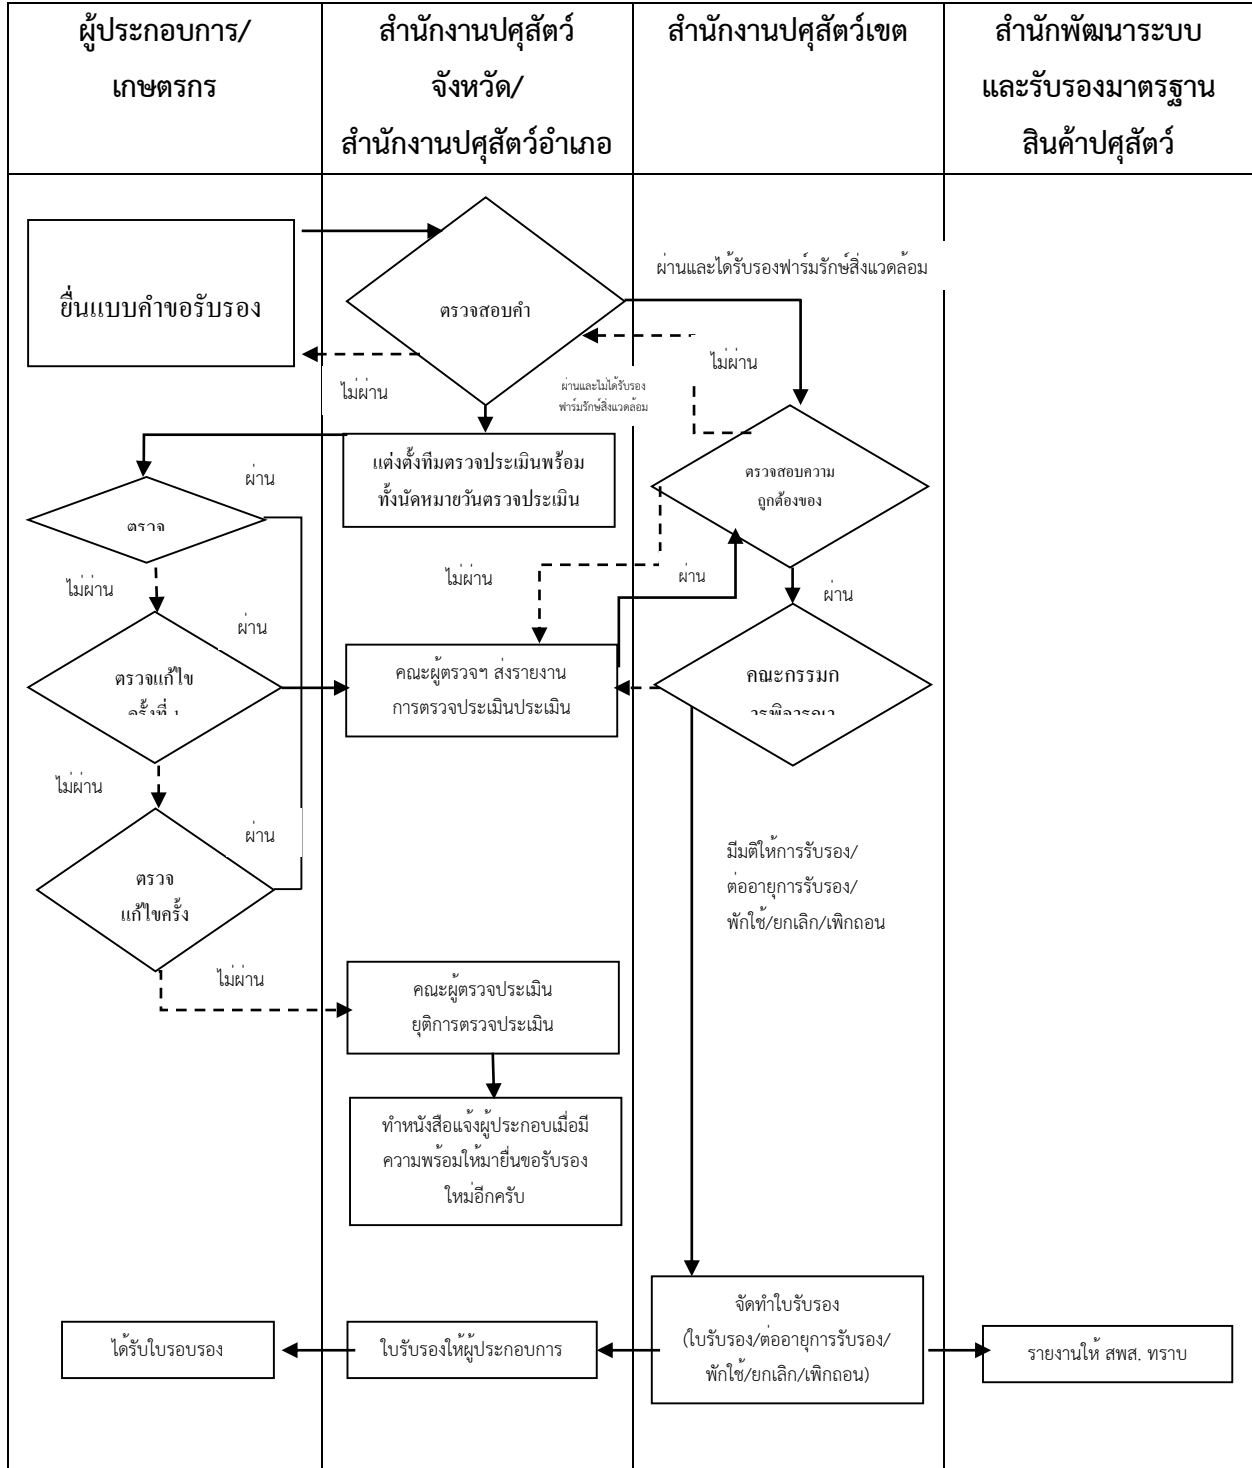 ผู้ประกอบการ/
เกษตรกร
สำนักงานปศุสัตว์
จังหวัด/
สำนักงานปศุสัตว์อำเภอ
สำนักงานปศุสัตว์เขต
สำนักพัฒนาระบบ
และรับรองมาตรฐาน
สินค้าปศุสัตว์
ยื่นแบบคำขอรับรอง
ตรวจสอบคำ
ผ่านและได้รับรองฟาร์มรักษ์สิ่งแวดล้อม
ไม่ผ่าน
ไม่ผ่าน
ผ่านและไม่ได้รับรอง
ฟาร์มรักษ์สิ่งแวดล้อม
แต่งตั้งทีมตรวจประเมินพร้อม
ทั้งนัดหมายวันตรวจประเมิน
ตรวจสอบความ
ถูกต้องของ
ผ่าน
ตรวจ
ไม่ผ่าน
ไม่ผ่าน
ผ่าน
ผ่าน
ผ่าน
ตรวจแก้ไข
ครั้งที่ 1
คณะผู้ตรวจฯ ส่งรายงาน
การตรวจประเมินประเมิน
คณะกรรมก
ารพิจารณา
ไม่ผ่าน
ผ่าน
ตรวจ
แก้ไขครั้ง
มีมติให้การรับรอง/
ต่ออายุการรับรอง/
พักใช้/ยกเลิก/เพิกถอน
ไม่ผ่าน
คณะผู้ตรวจประเมิน
ยุติการตรวจประเมิน
ทำหนังสือแจ้งผู้ประกอบเมื่อมี
ความพร้อมให้มายื่นขอรับรอง
ใหม่อีกครับ
จัดทำใบรับรอง
(ใบรับรอง/ต่ออายุการรับรอง/
พักใช้/ยกเลิก/เพิกถอน)
ได้รับใบรอบรอง
ใบรับรองให้ผู้ประกอบการ
รายงานให้ สพส. ทราบ